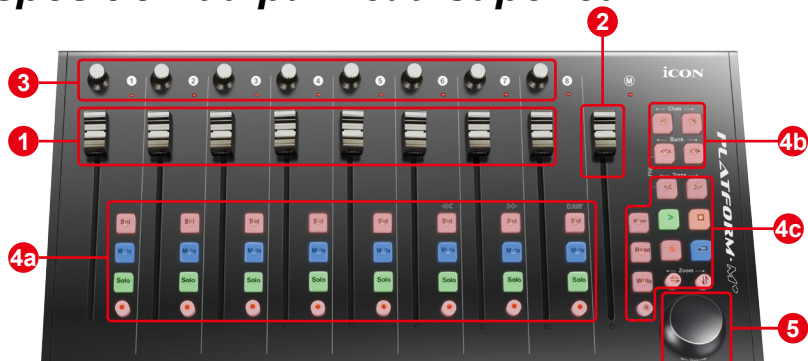 2
iCON
3
1 2 3 4 5 6 7 8 M
Chan
1
Bank
4b
PLATFORM M+
<< >> DAW
Sel Sel Sel Sel Sel Sel Sel Sel
4c
Mute Mute Mute Mute Mute Mute Mute Mute
Read
4a
Solo Solo Solo Solo Solo Solo Solo Solo
Zoom
Write
5